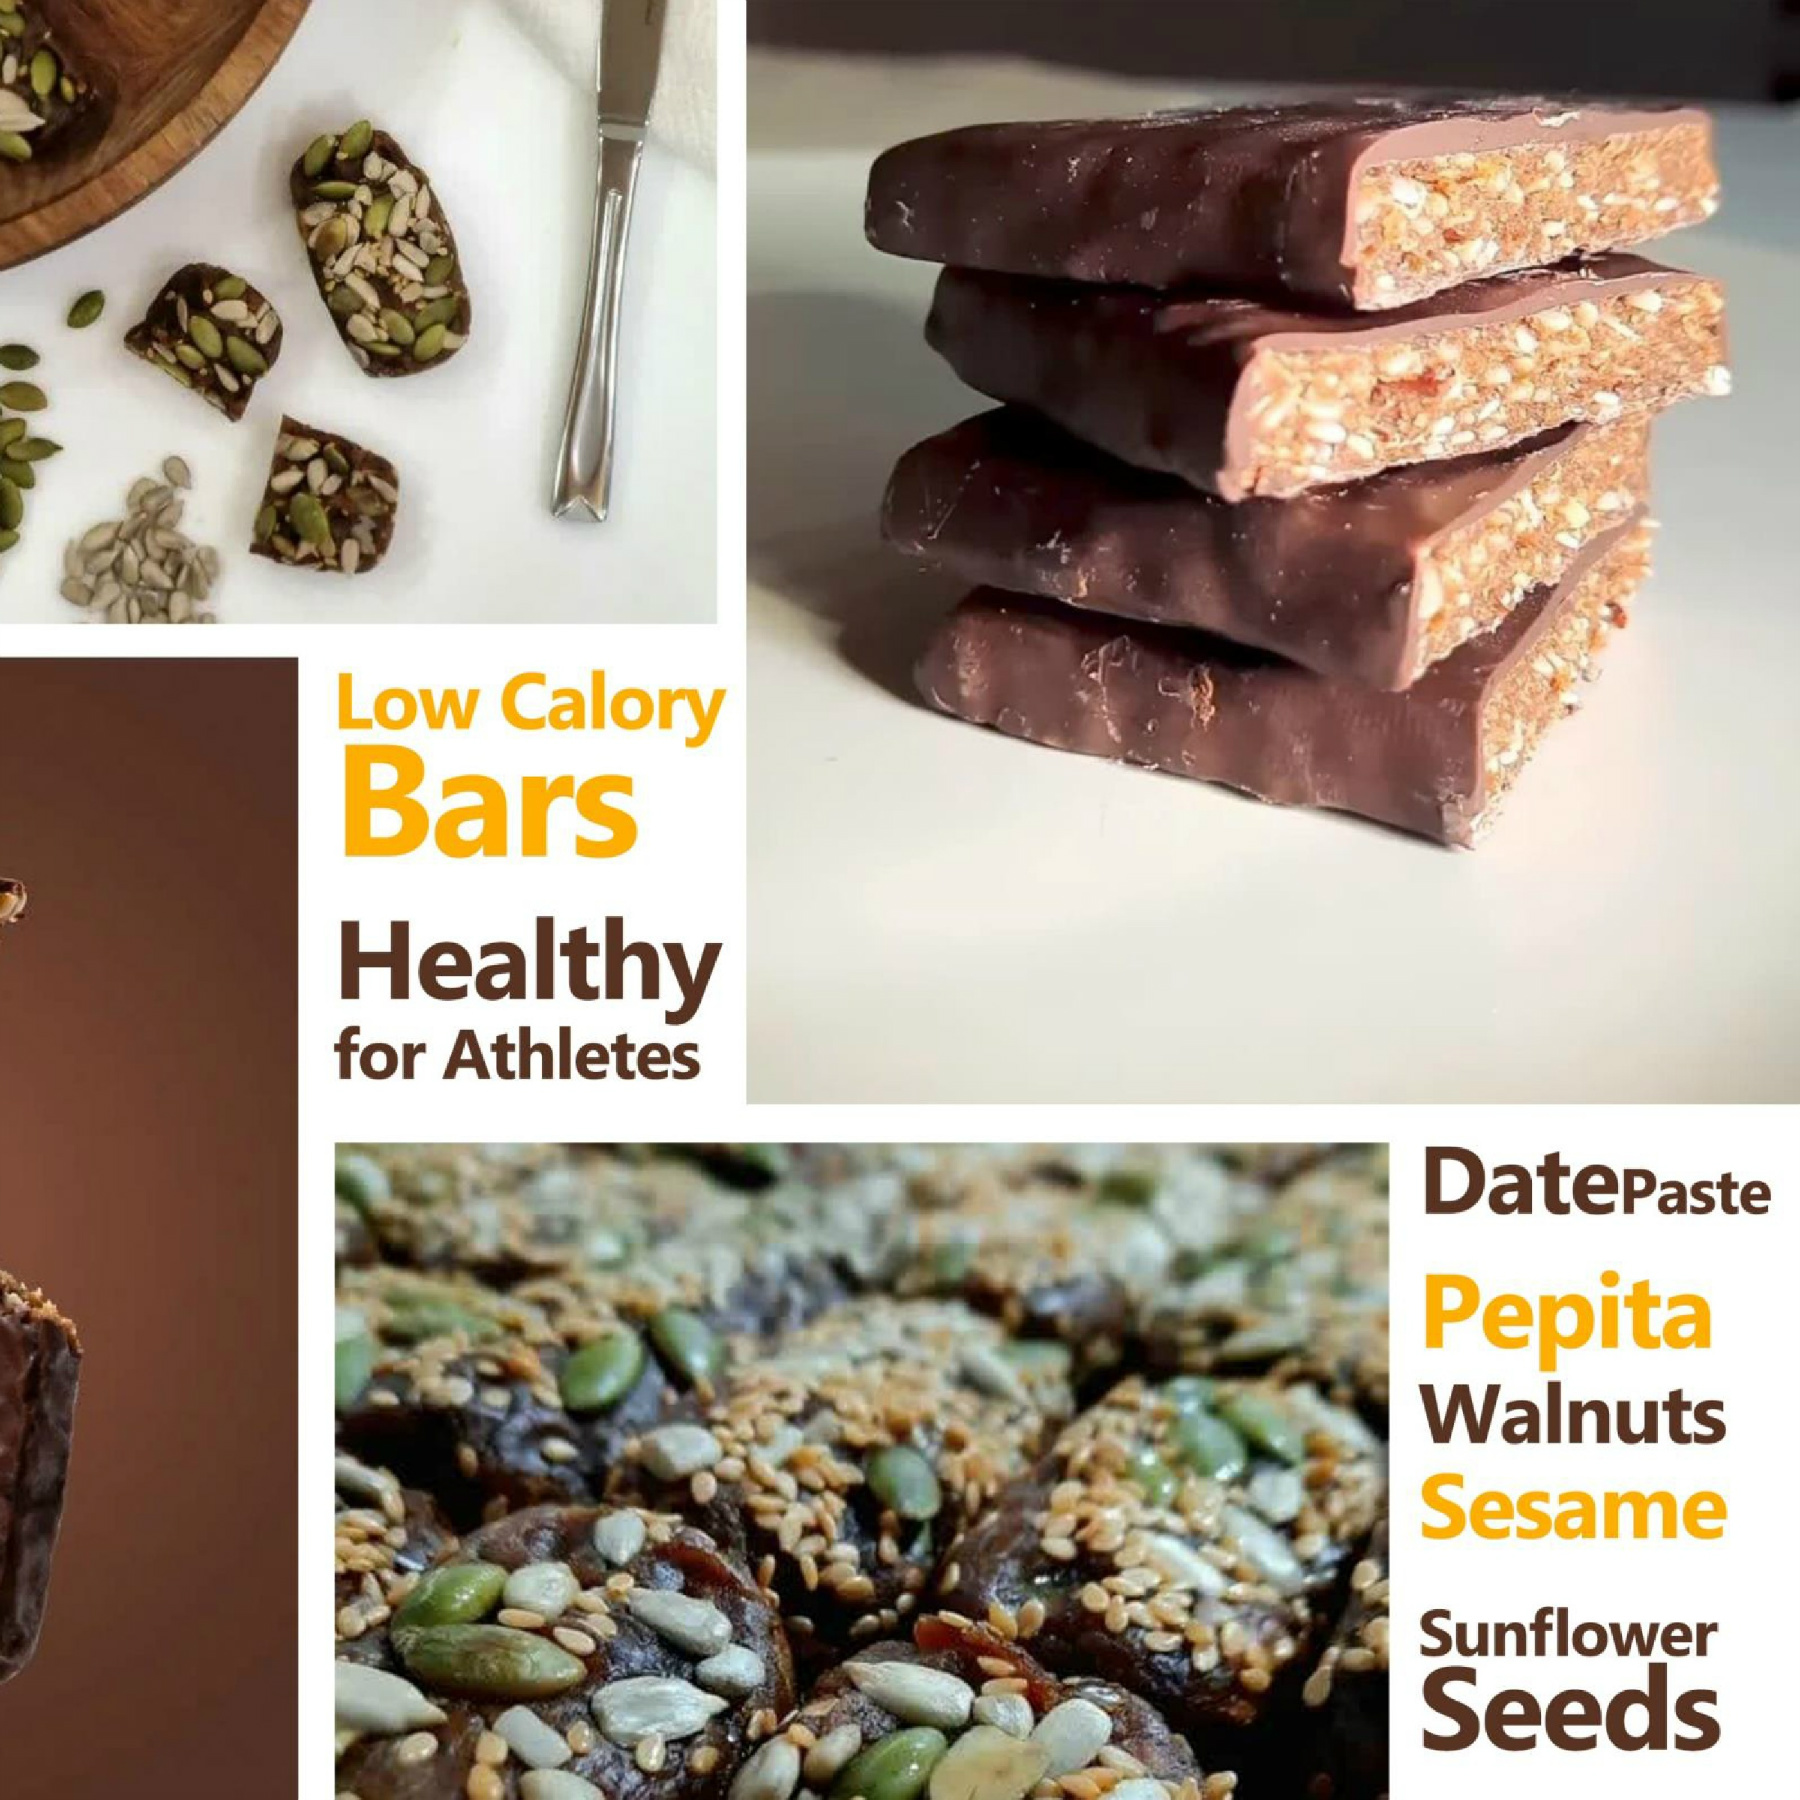 Low Calory
Bars
Healthy
for Athletes
DatePaste
Pepita
Walnuts
Sesame
Sunflower
Seeds